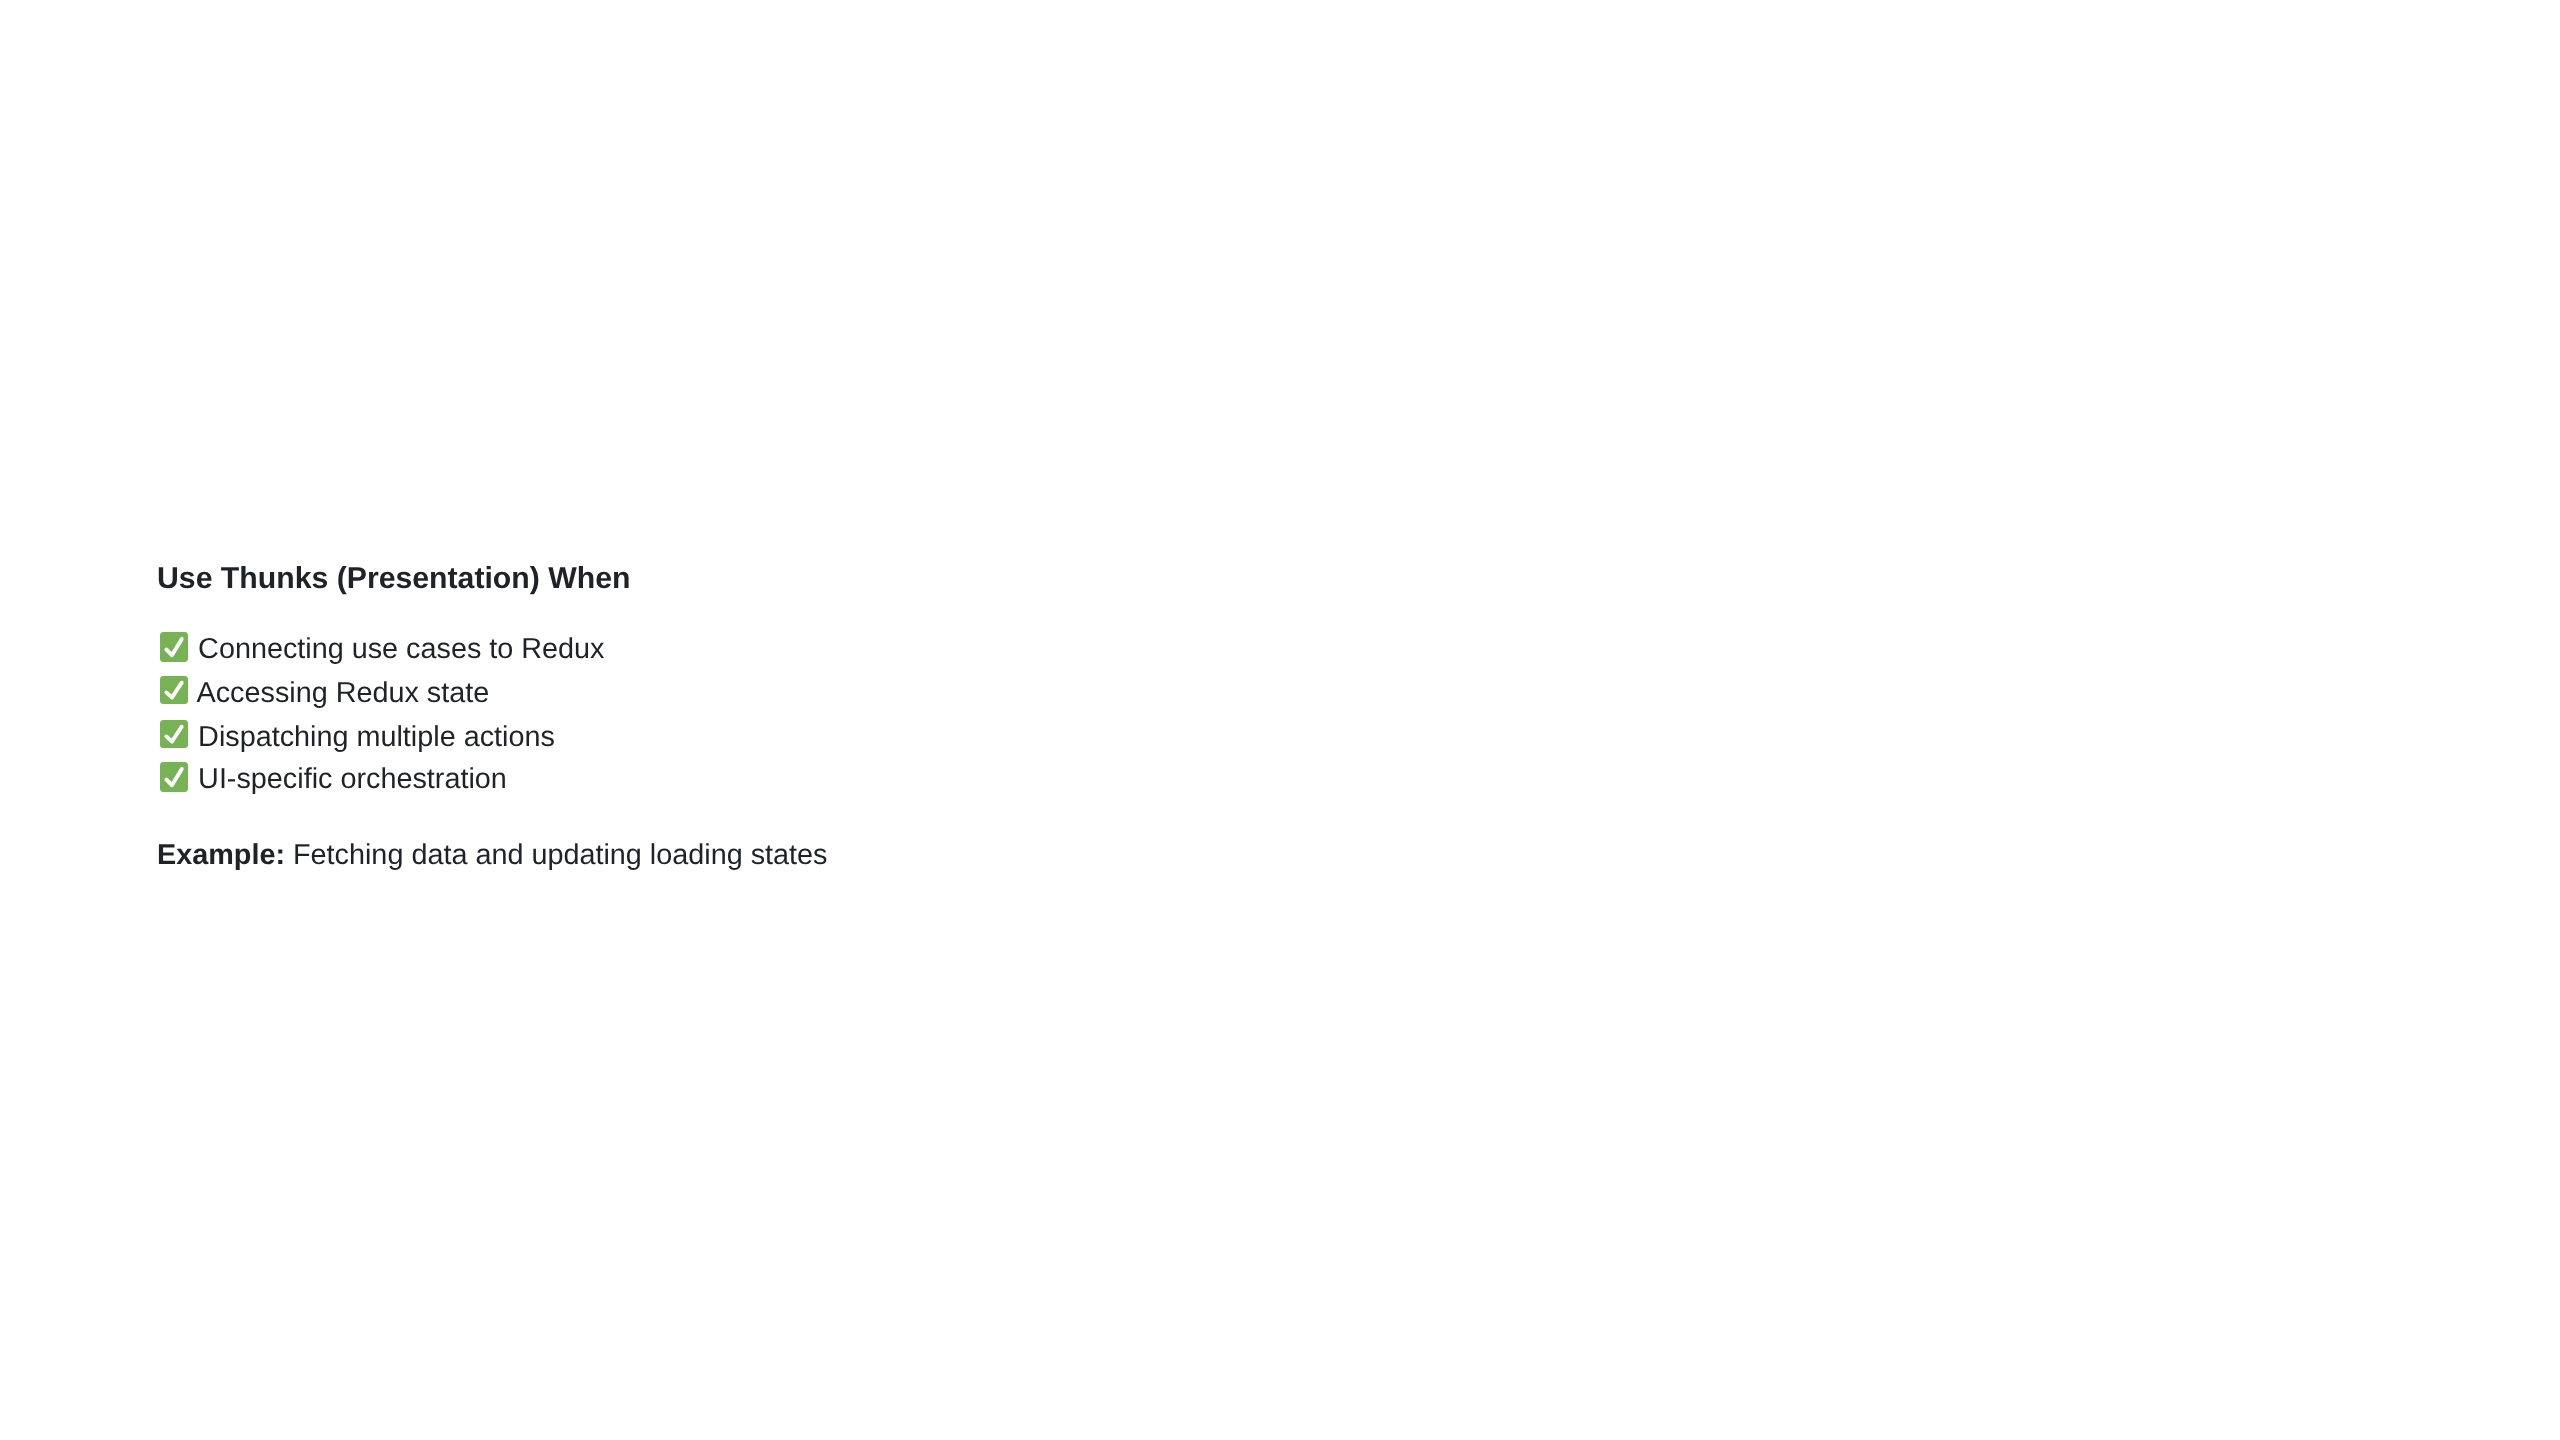 Use Thunks (Presentation) When
✅ Connecting use cases to Redux
✅ Accessing Redux state
✅ Dispatching multiple actions
✅ UI-specific orchestration
Example: Fetching data and updating loading states